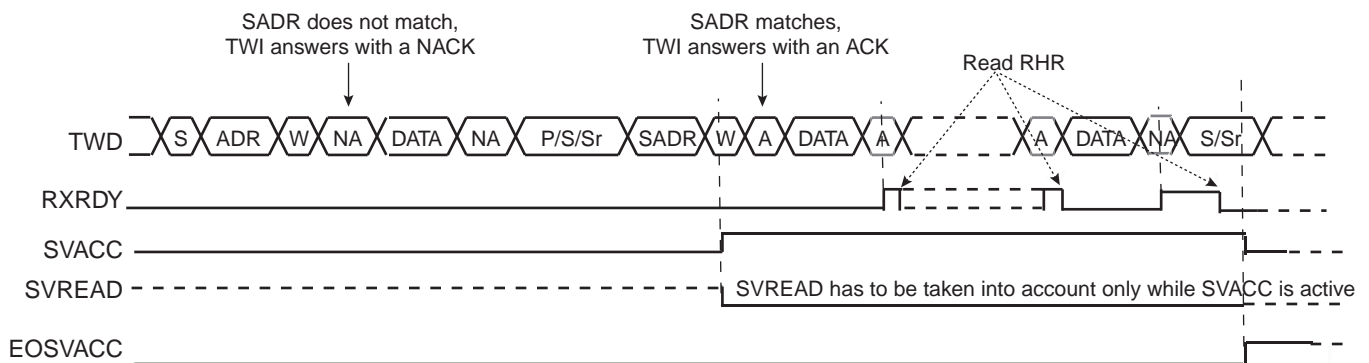 SADR does not match,
TWI answers with a NACK
SADR matches,
TWI answers with an ACK
Read RHR
TWD S ADR W NA DATA NA P/S/Sr SADR W A DATA A A DATA NA S/Sr
RXRDY
SVACC
SVREAD SVREAD has to be taken into account only while SVACC is active
EOSVACC